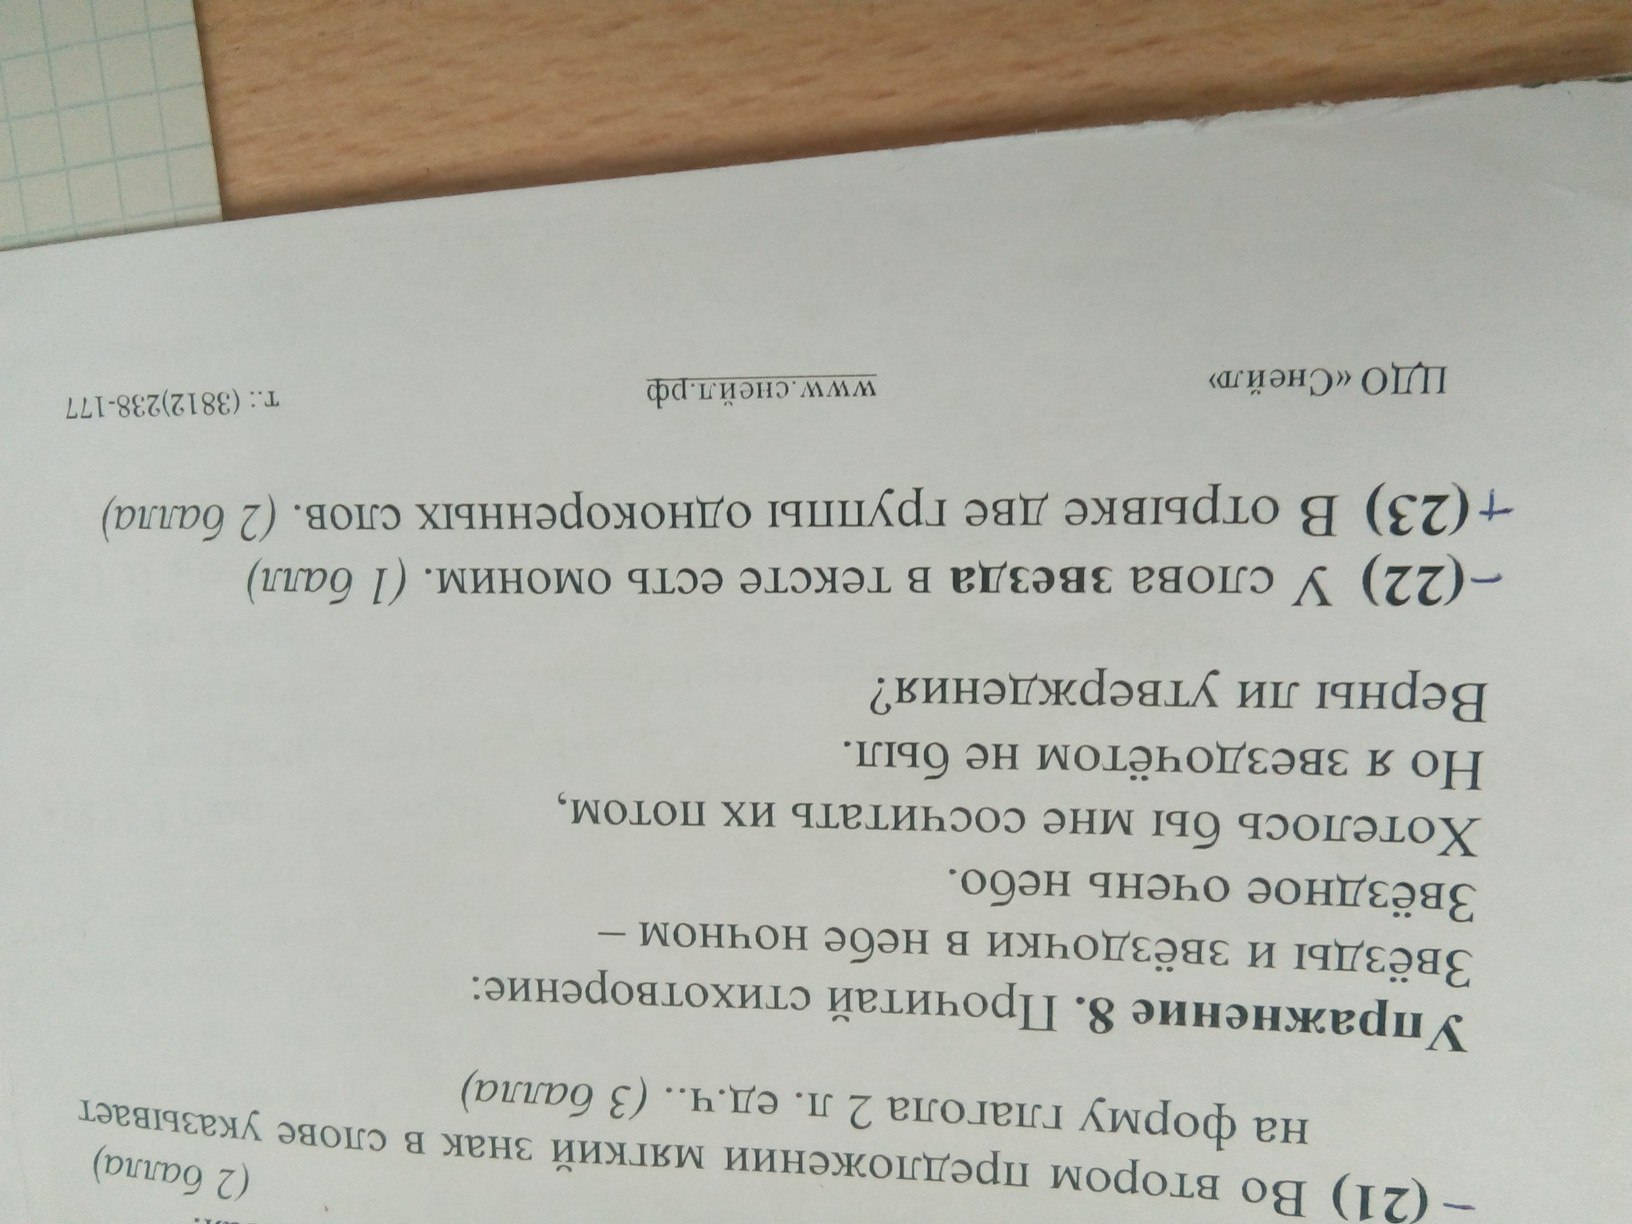 (2 балла)
– (21) Во втором предложении мягкий знак в слове указывает
на форму глагола 2 л. ед.ч.. (3 балла)
Упражнение 8. Прочитай стихотворение:
Звёзды и звёздочки в небе ночном –
Звёздное очень небо.
Хотелось бы мне сосчитать их потом,
Но я звездочётом не был.
Верны ли утверждения?
– (22) У слова звезда в тексте есть омоним. (1 балл)
+ (23) В отрывке две группы однокоренных слов. (2 балла)
ЦДО «Снейл» www.снейл.рф т.: (3812)238-177